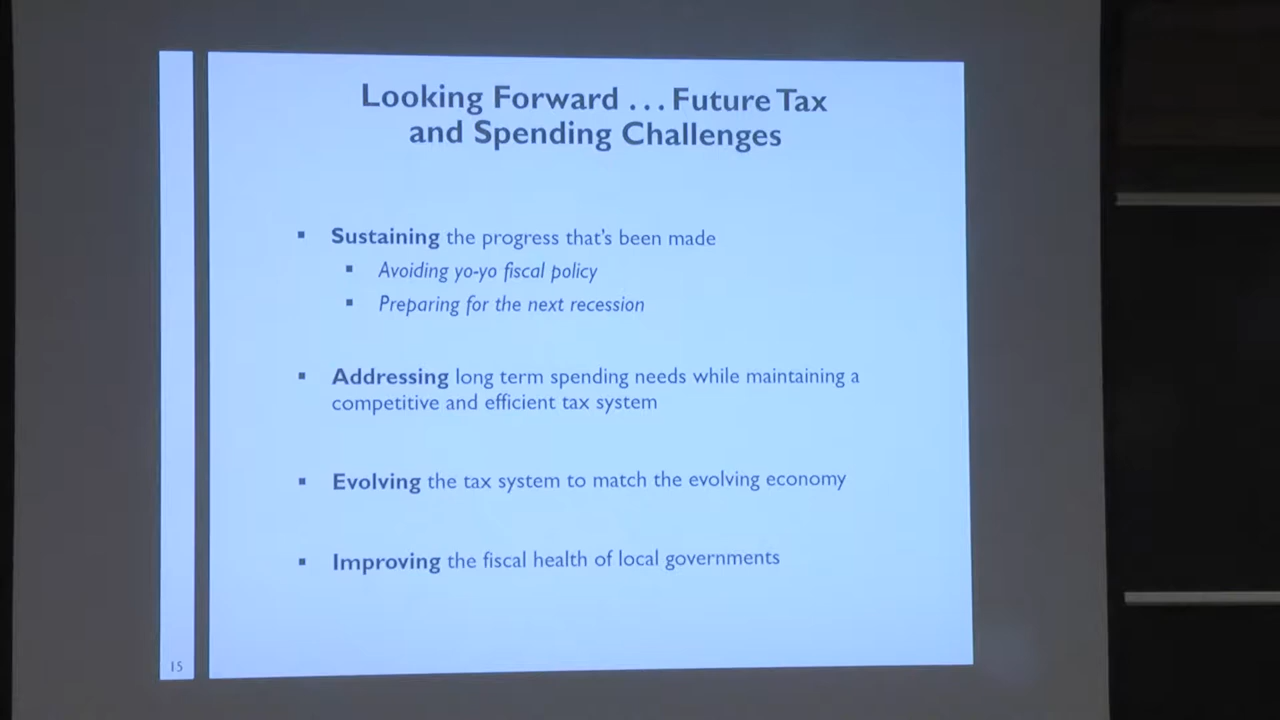 Looking Forward . . . Future Tax
and Spending Challenges
▪ Sustaining the progress that's been made
▪ Avoiding yo-yo fiscal policy
▪ Preparing for the next recession
▪ Addressing long term spending needs while maintaining a
competitive and efficient tax system
▪ Evolving the tax system to match the evolving economy
▪ Improving the fiscal health of local governments
15